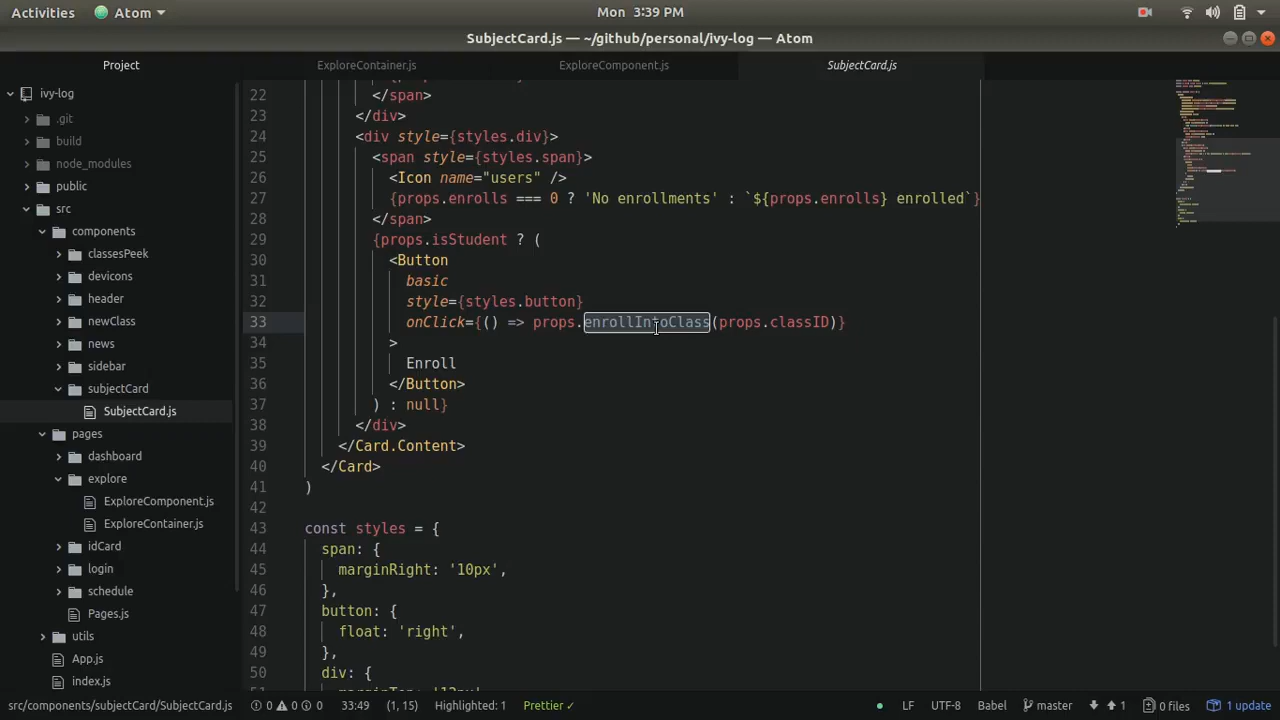 Activities Atom Mon 3:39 PM
SubjectCard.js — ~/github/personal/ivy-log — Atom
Project ExploreContainer.js ExploreComponent.js SubjectCard.js
ivy-log
.git
build
node_modules
public
src
components
classesPeek
devicons
header
newClass
news
sidebar
subjectCard
SubjectCard.js
pages
dashboard
explore
ExploreComponent.js
ExploreContainer.js
idCard
login
schedule
Pages.js
utils
App.js
index.js
22 </span>
23 </div>
24 <div style={styles.div}>
25 <span style={styles.span}>
26 <Icon name="users" />
27 {props.enrolls === 0 ? 'No enrollments' : `${props.enrolls} enrolled`}
28 </span>
29 {props.isStudent ? (
30 <Button
31 basic
32 style={styles.button}
33 onClick={() => props.enrollIntoClass(props.classID)}
34 >
35 Enroll
36 </Button>
37 ) : null}
38 </div>
39 </Card.Content>
40 </Card>
41 )
42
43 const styles = {
44 span: {
45 marginRight: '10px',
46 },
47 button: {
48 float: 'right',
49 },
50 div: {
src/components/subjectCard/SubjectCard.js 0 0 0 33:49 (1, 15) Highlighted: 1 Prettier ✓ LF UTF-8 Babel master 1 0 files 1 update